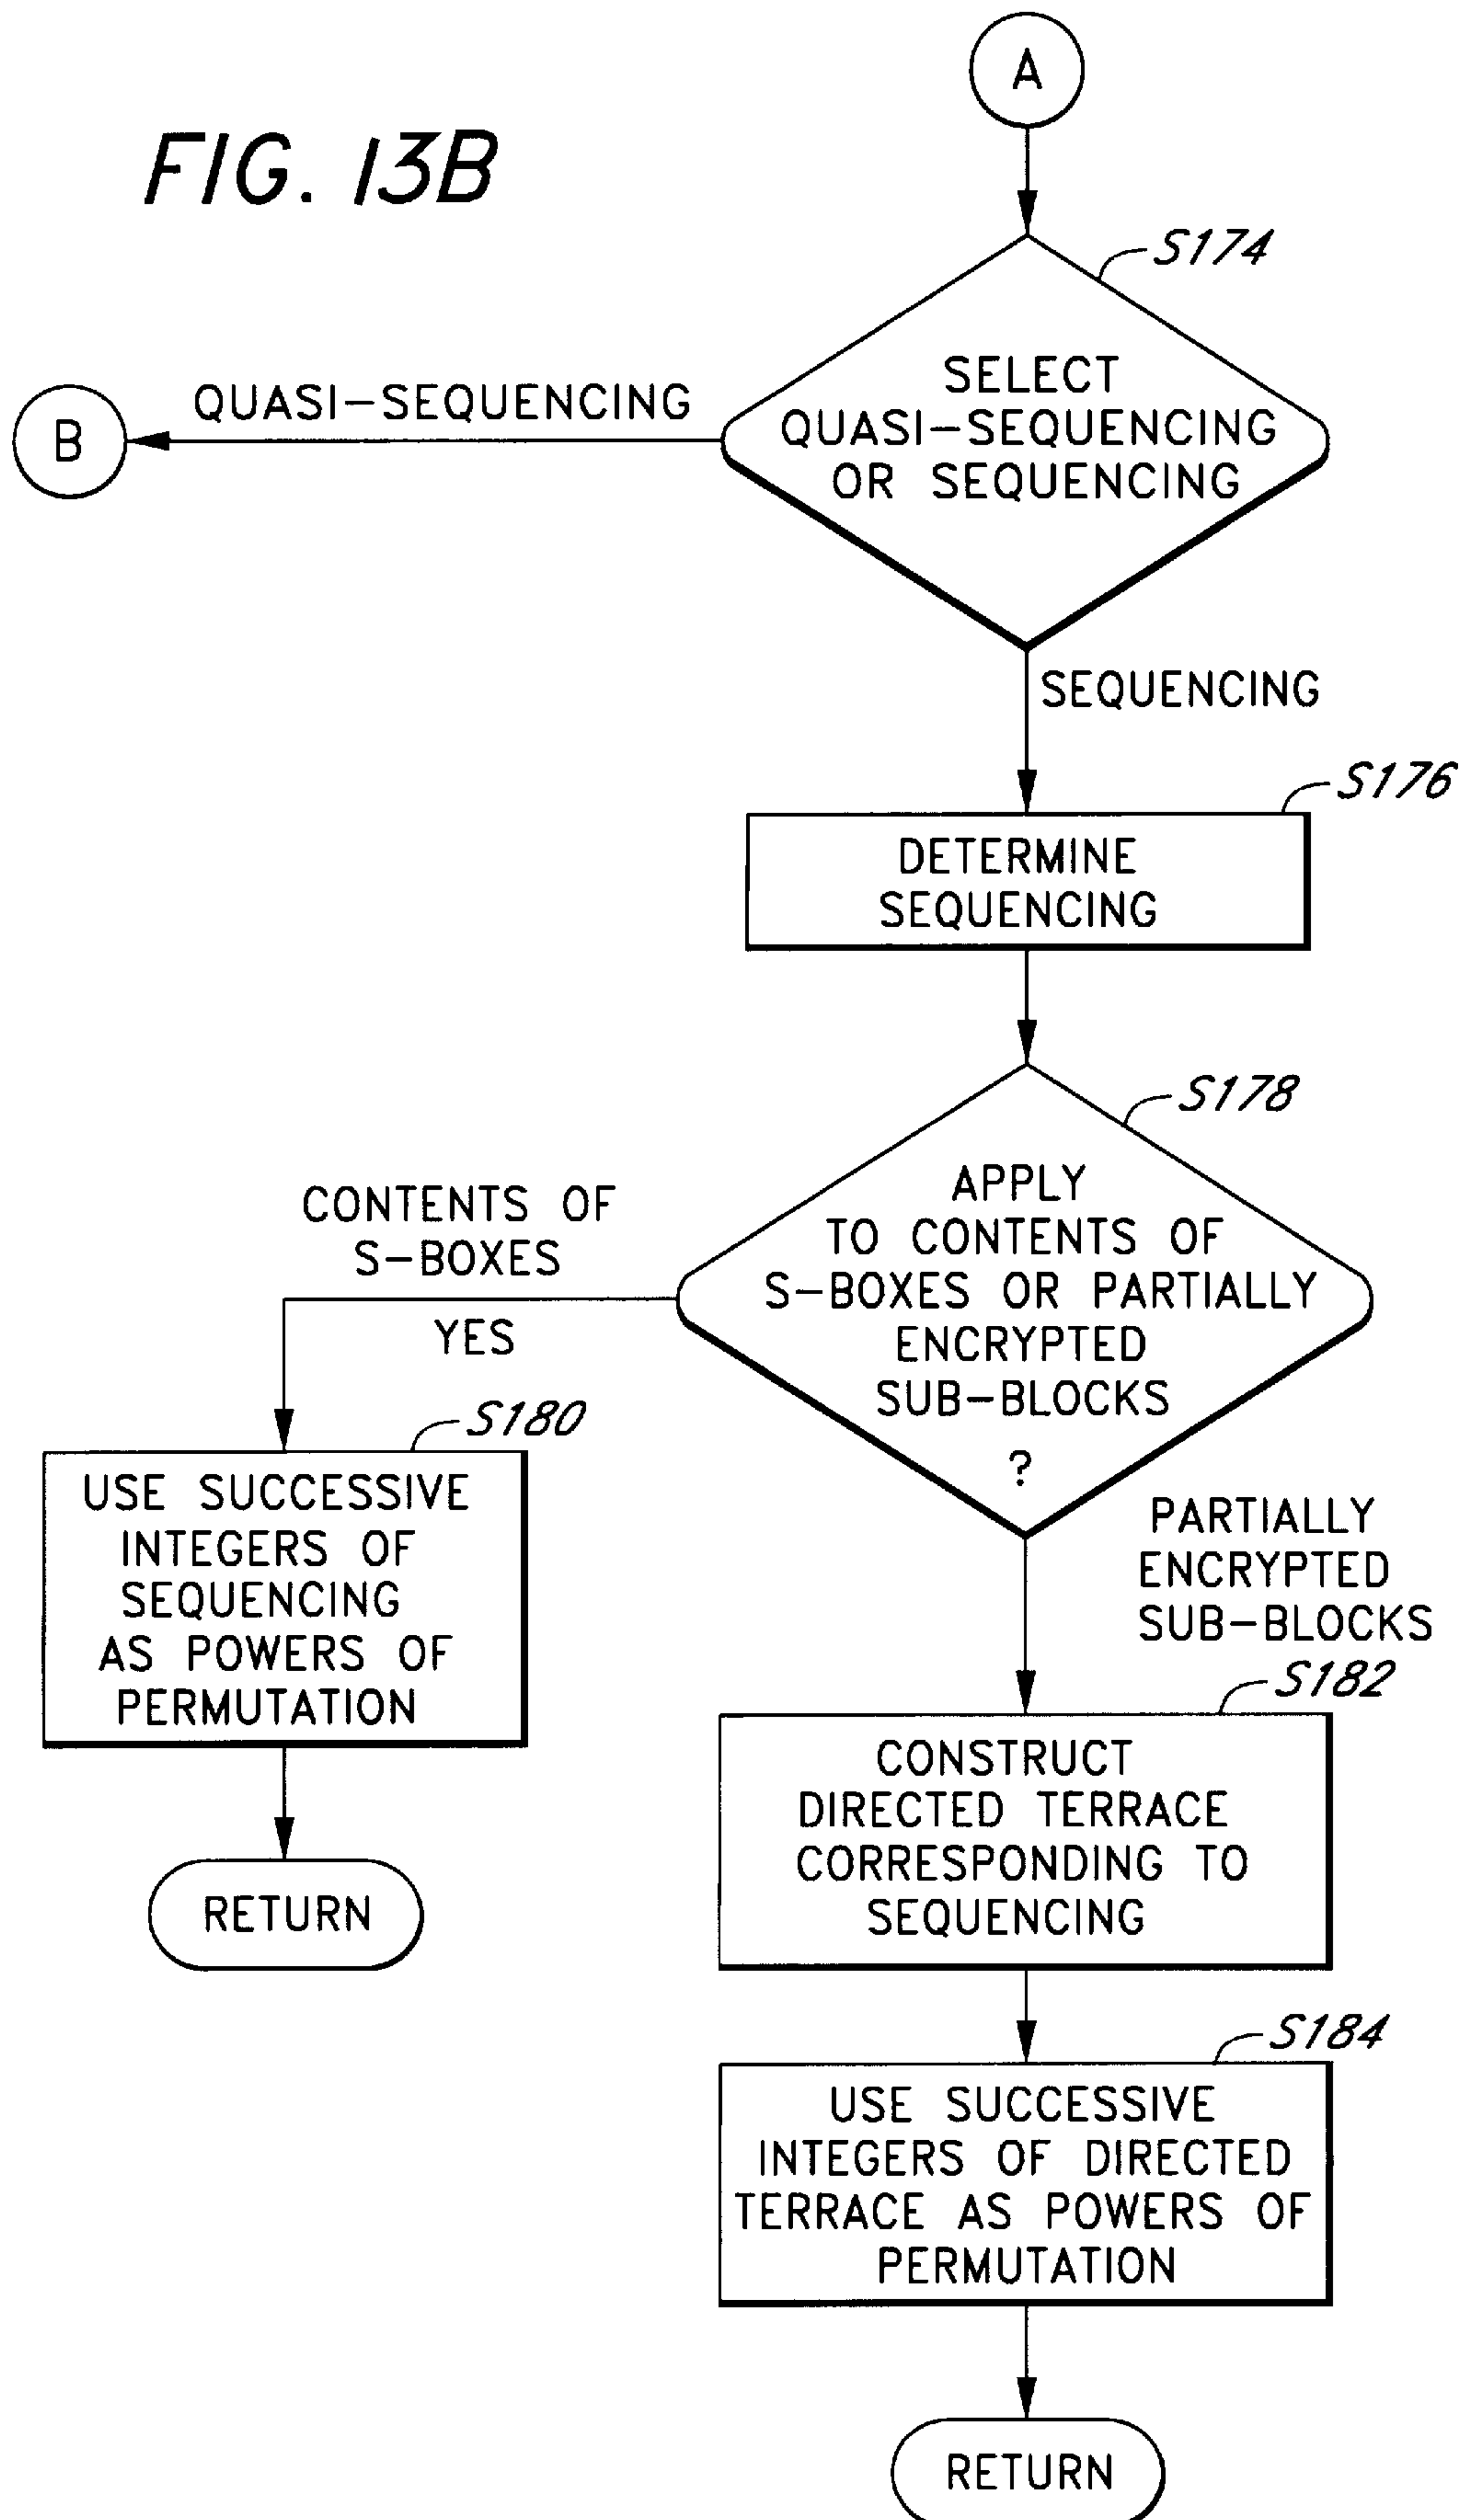 A
FIG. 13B
S174
SELECT
QUASI-SEQUENCING
OR SEQUENCING
QUASI-SEQUENCING
B
SEQUENCING
S176
DETERMINE
SEQUENCING
S178
APPLY
TO CONTENTS OF
S-BOXES OR PARTIALLY
ENCRYPTED
SUB-BLOCKS
?
CONTENTS OF
S-BOXES
YES
S180
USE SUCCESSIVE
INTEGERS OF
SEQUENCING
AS POWERS OF
PERMUTATION
RETURN
PARTIALLY
ENCRYPTED
SUB-BLOCKS
S182
CONSTRUCT
DIRECTED TERRACE
CORRESPONDING TO
SEQUENCING
S184
USE SUCCESSIVE
INTEGERS OF DIRECTED
TERRACE AS POWERS OF
PERMUTATION
RETURN